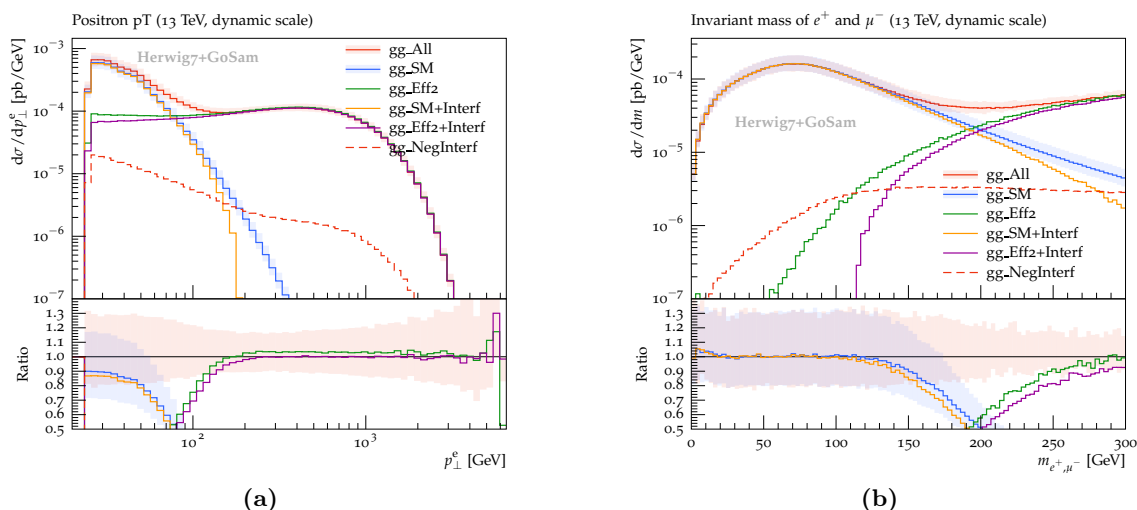 Positron pT (13 TeV, dynamic scale)
dσ/dp⊥ᵉ [pb/GeV]
10⁻³
10⁻⁴
10⁻⁵
10⁻⁶
10⁻⁷
Herwig7+GoSam
gg_All
gg_SM
gg_Eff2
gg_SM+Interf
gg_Eff2+Interf
gg_NegInterf
Ratio
1.3
1.2
1.1
1.0
0.9
0.8
0.7
0.6
0.5
10²
10³
p⊥ᵉ [GeV]
(a)
Invariant mass of e⁺ and μ⁻ (13 TeV, dynamic scale)
dσ/dm [pb/GeV]
10⁻⁴
10⁻⁵
10⁻⁶
10⁻⁷
Herwig7+GoSam
gg_All
gg_SM
gg_Eff2
gg_SM+Interf
gg_Eff2+Interf
gg_NegInterf
Ratio
1.3
1.2
1.1
1.0
0.9
0.8
0.7
0.6
0.5
0
50
100
150
200
250
300
m e⁺,μ⁻ [GeV]
(b)